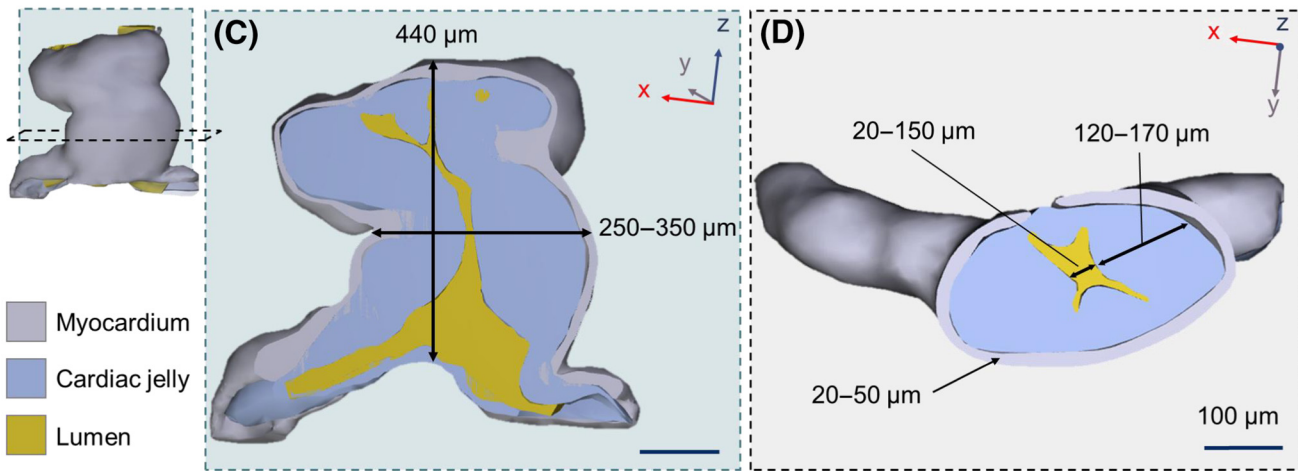 (C)
440 µm
z
y
x
250–350 µm
Myocardium
Cardiac jelly
Lumen
(D)
z
x
y
20–150 µm
120–170 µm
20–50 µm
100 µm